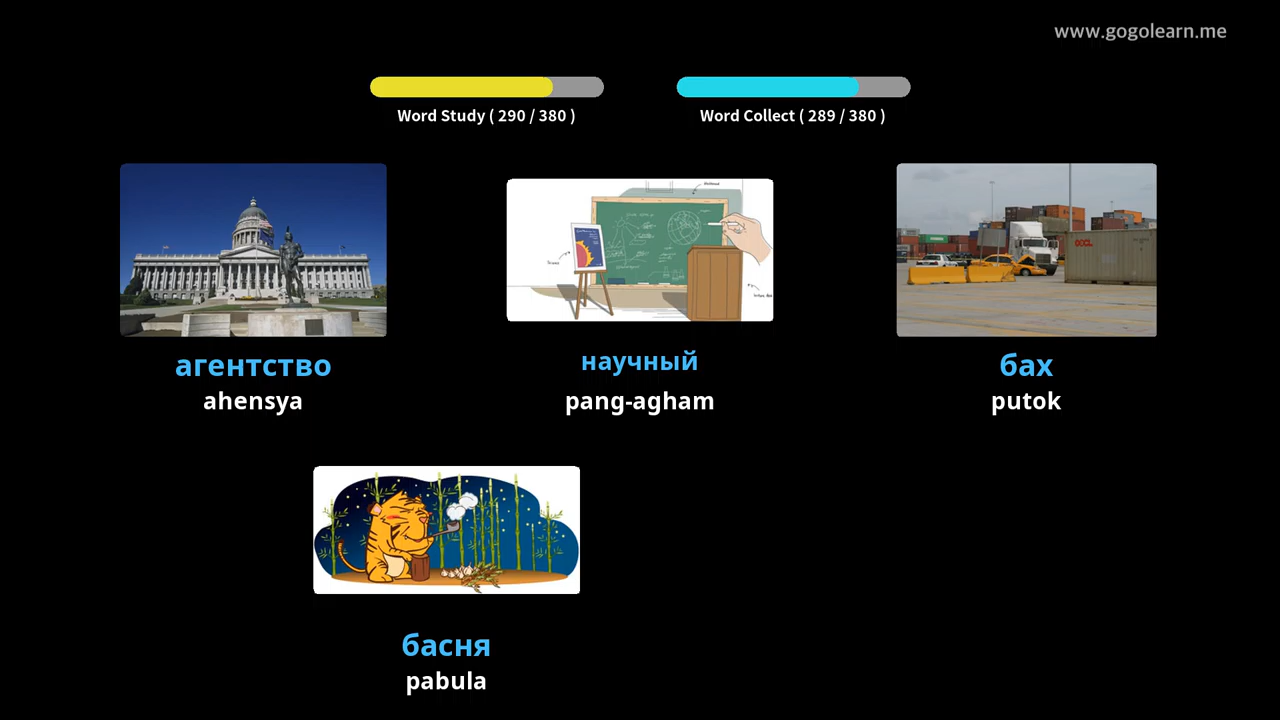 www.gogolearn.me
Word Study ( 290 / 380 )
Word Collect ( 289 / 380 )
агентство
ahensya
научный
pang-agham
бах
putok
басня
pabula